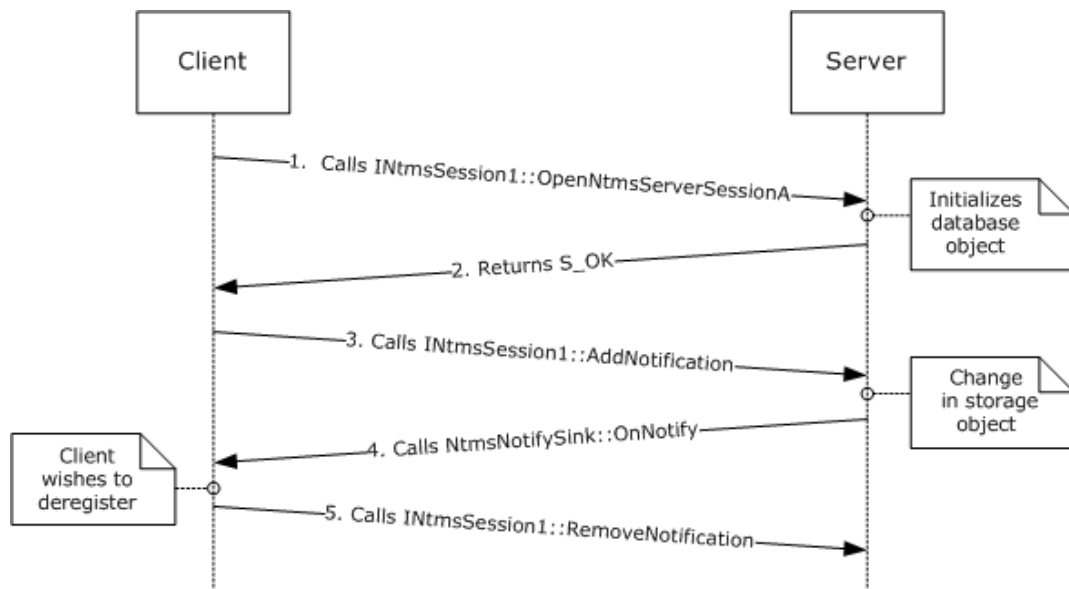 Client
Server
1. Calls INtmsSession1::OpenNtmsServerSessionA
Initializes
database
object
2. Returns S_OK
3. Calls INtmsSession1::AddNotification
Change
in storage
object
4. Calls NtmsNotifySink::OnNotify
Client
wishes to
deregister
5. Calls INtmsSession1::RemoveNotification